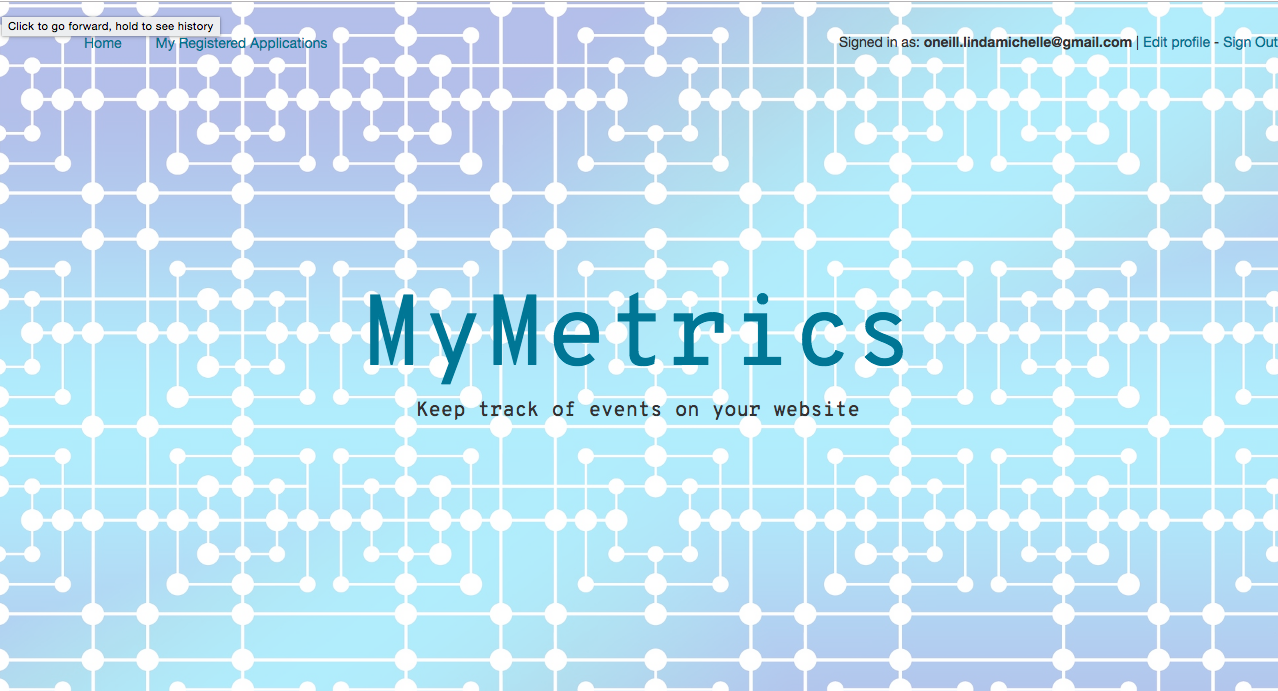 Click to go forward, hold to see history
Home My Registered Applications Signed in as: oneill.lindamichelle@gmail.com | Edit profile - Sign Out
MyMetrics
Keep track of events on your website